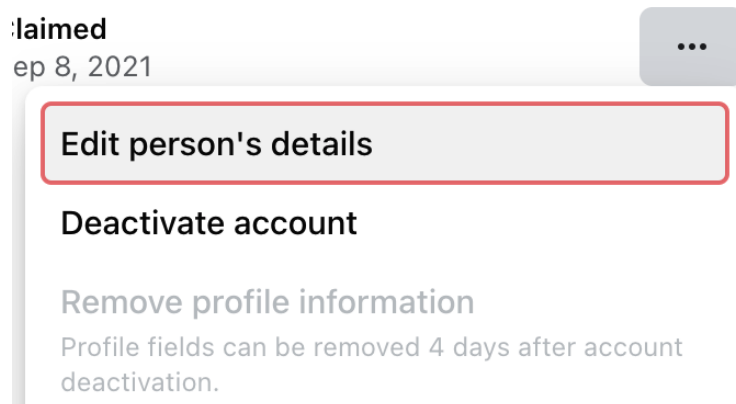 laimed
ep 8, 2021
Edit person's details
Deactivate account
Remove profile information
Profile fields can be removed 4 days after account
deactivation.